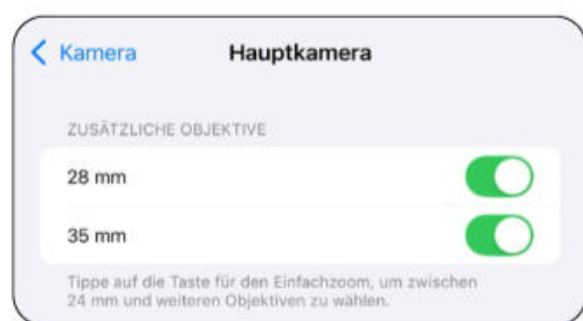 Kamera Hauptkamera
ZUSÄTZLICHE OBJEKTIVE
28 mm
35 mm
Tippe auf die Taste für den Einfachzoom, um zwischen
24 mm und weiteren Objektiven zu wählen.